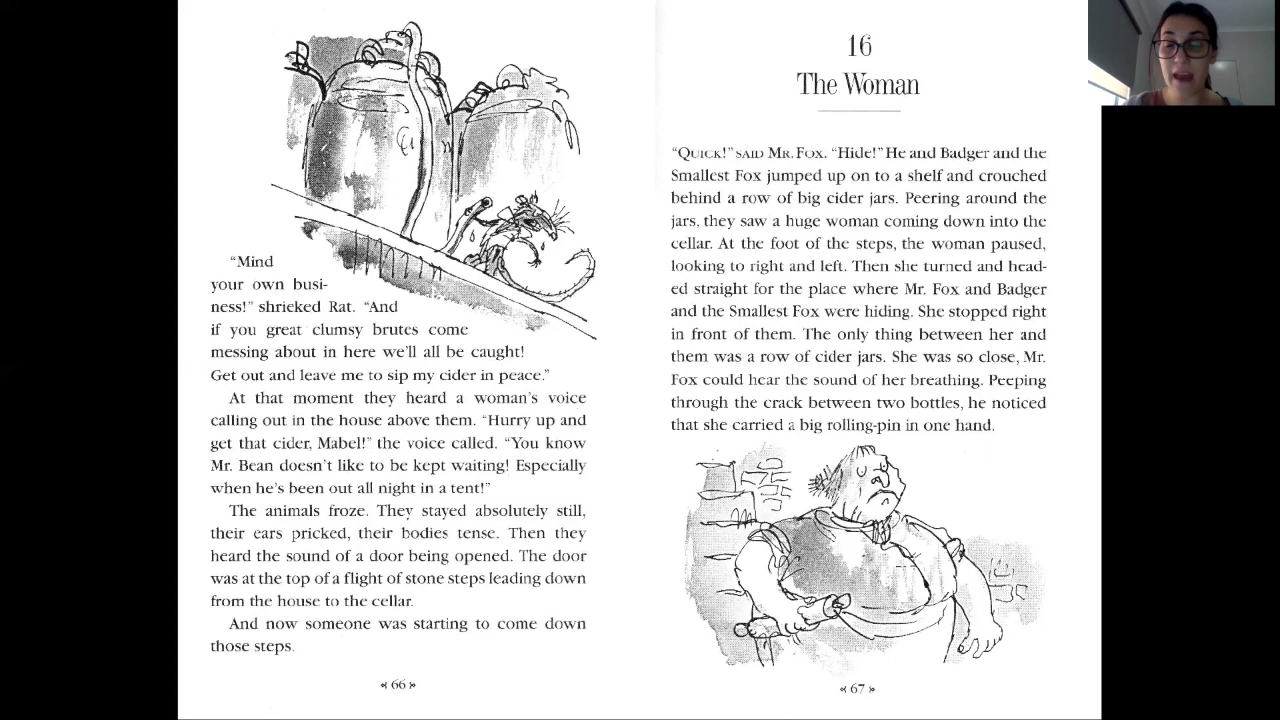 "Mind
your own busi-
ness!" shrieked Rat. "And
if you great clumsy brutes come
messing about in here we'll all be caught!
Get out and leave me to sip my cider in peace."
At that moment they heard a woman's voice
calling out in the house above them. "Hurry up and
get that cider, Mabel!" the voice called. "You know
Mr. Bean doesn't like to be kept waiting! Especially
when he's been out all night in a tent!"
The animals froze. They stayed absolutely still,
their ears pricked, their bodies tense. Then they
heard the sound of a door being opened. The door
was at the top of a flight of stone steps leading down
from the house to the cellar.
And now someone was starting to come down
those steps.
66
16
The Woman
"QUICK!" SAID MR. FOX. "Hide!" He and Badger and the
Smallest Fox jumped up on to a shelf and crouched
behind a row of big cider jars. Peering around the
jars, they saw a huge woman coming down into the
cellar. At the foot of the steps, the woman paused,
looking to right and left. Then she turned and head-
ed straight for the place where Mr. Fox and Badger
and the Smallest Fox were hiding. She stopped right
in front of them. The only thing between her and
them was a row of cider jars. She was so close, Mr.
Fox could hear the sound of her breathing. Peeping
through the crack between two bottles, he noticed
that she carried a big rolling-pin in one hand.
67